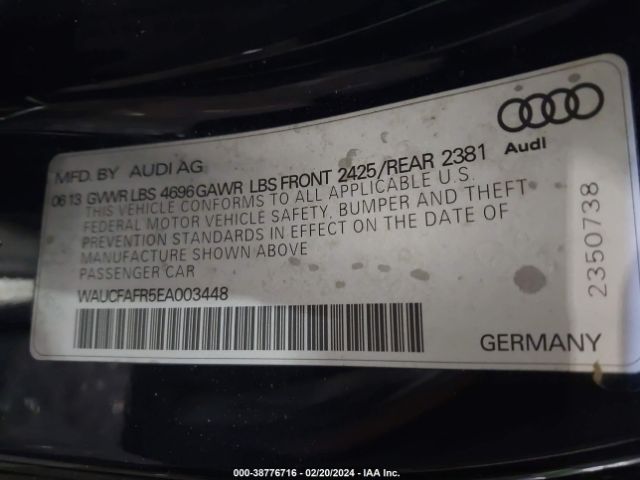 MFD. BY AUDI AG
Audi
0613 GVWR LBS 4696 GAWR LBS FRONT 2425/REAR 2381
THIS VEHICLE CONFORMS TO ALL APPLICABLE U.S.
FEDERAL MOTOR VEHICLE SAFETY, BUMPER AND THEFT
PREVENTION STANDARDS IN EFFECT ON THE DATE OF
MANUFACTURE SHOWN ABOVE
PASSENGER CAR
WAUCFAFR5EA003448
GERMANY
2350738
000-38776716 - 02/20/2024 - IAA Inc.